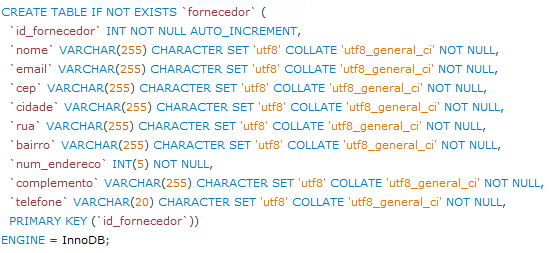 CREATE TABLE IF NOT EXISTS `fornecedor` (
`id_fornecedor` INT NOT NULL AUTO_INCREMENT,
`nome` VARCHAR(255) CHARACTER SET 'utf8' COLLATE 'utf8_general_ci' NOT NULL,
`email` VARCHAR(255) CHARACTER SET 'utf8' COLLATE 'utf8_general_ci' NOT NULL,
`cep` VARCHAR(255) CHARACTER SET 'utf8' COLLATE 'utf8_general_ci' NOT NULL,
`cidade` VARCHAR(255) CHARACTER SET 'utf8' COLLATE 'utf8_general_ci' NOT NULL,
`rua` VARCHAR(255) CHARACTER SET 'utf8' COLLATE 'utf8_general_ci' NOT NULL,
`bairro` VARCHAR(255) CHARACTER SET 'utf8' COLLATE 'utf8_general_ci' NOT NULL,
`num_endereco` INT(5) NOT NULL,
`complemento` VARCHAR(255) CHARACTER SET 'utf8' COLLATE 'utf8_general_ci' NOT NULL,
`telefone` VARCHAR(20) CHARACTER SET 'utf8' COLLATE 'utf8_general_ci' NOT NULL,
PRIMARY KEY (`id_fornecedor`))
ENGINE = InnoDB;